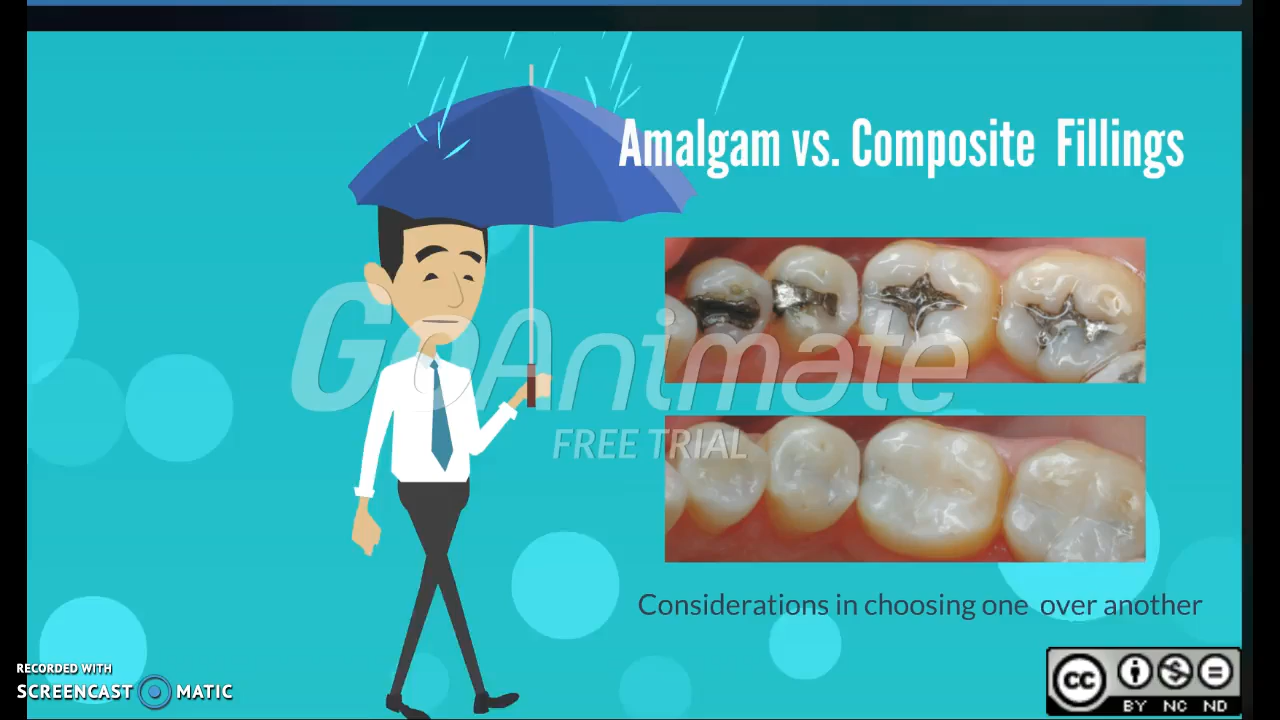 Amalgam vs. Composite Fillings
GoAnimate
FREE TRIAL
Considerations in choosing one over another
RECORDED WITH
SCREENCAST MATIC
cc
BY NC ND